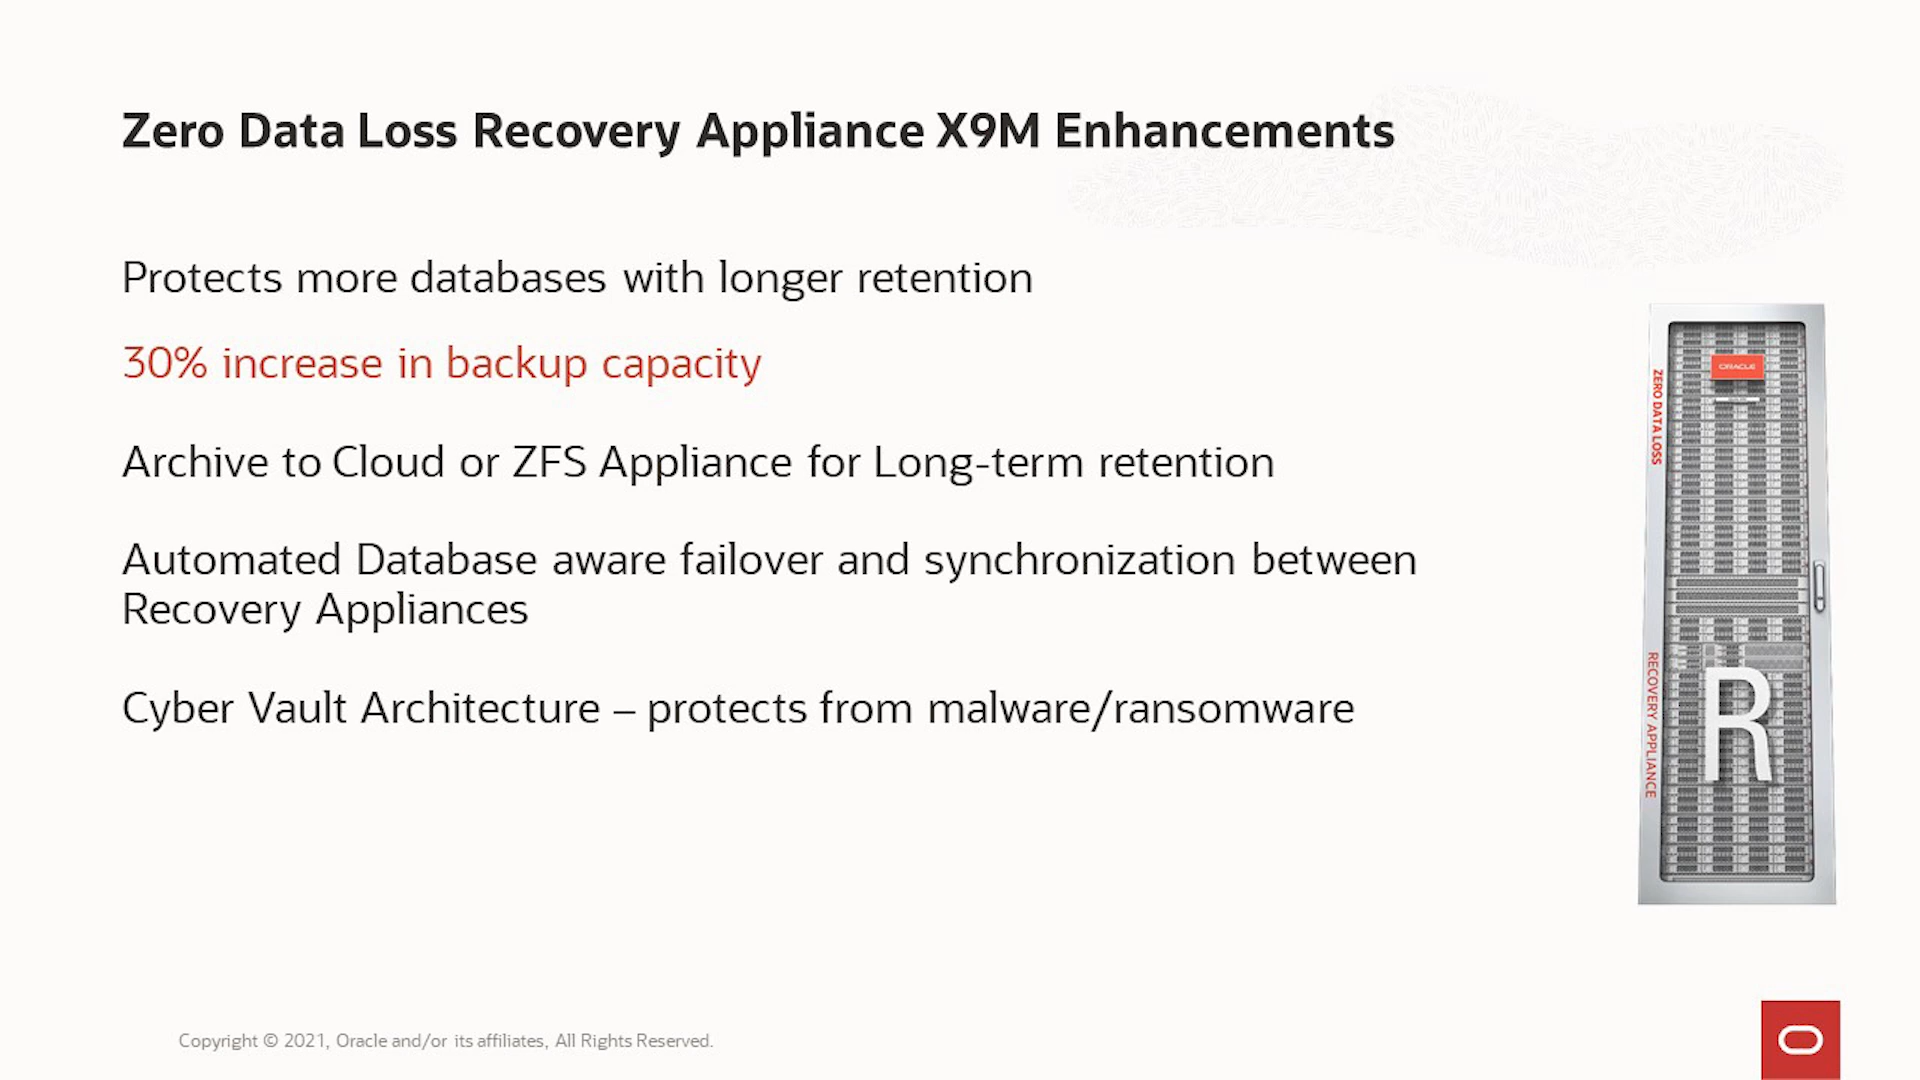 Zero Data Loss Recovery Appliance X9M Enhancements
Protects more databases with longer retention
30% increase in backup capacity
Archive to Cloud or ZFS Appliance for Long-term retention
Automated Database aware failover and synchronization between
Recovery Appliances
Cyber Vault Architecture – protects from malware/ransomware
ORACLE
ZERO DATA LOSS
RECOVERY APPLIANCE
R
Copyright © 2021, Oracle and/or its affiliates, All Rights Reserved.